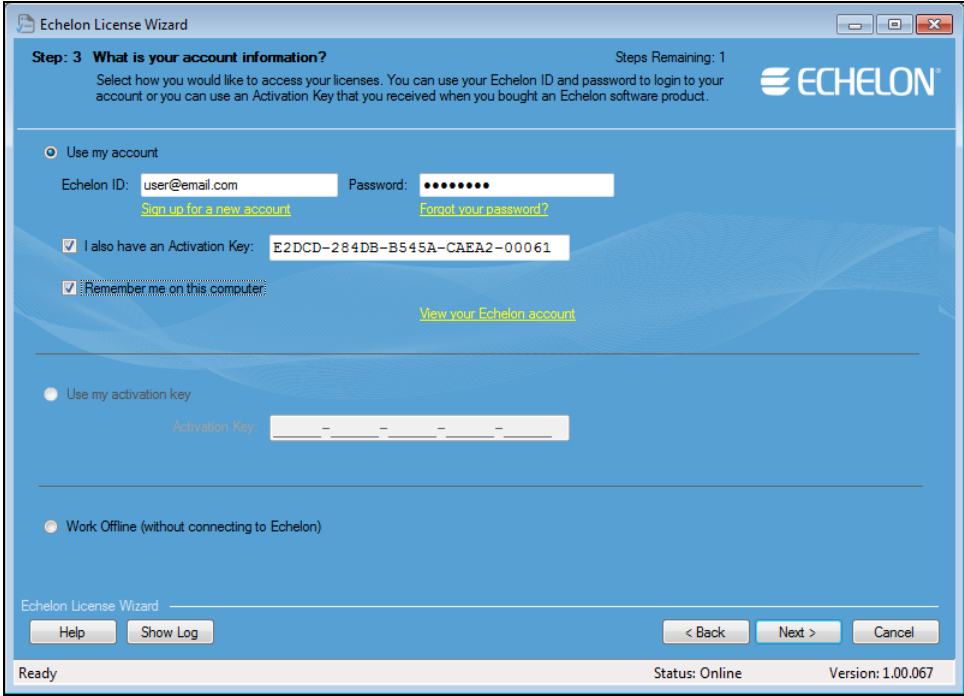 Echelon License Wizard
Step: 3 What is your account information?
Steps Remaining: 1
Select how you would like to access your licenses. You can use your Echelon ID and password to login to your
account or you can use an Activation Key that you received when you bought an Echelon software product.
ECHELON®
Use my account
Echelon ID: user@email.com Password: ●●●●●●●●
Sign up for a new account Forgot your password?
I also have an Activation Key: E2DCD-284DB-B545A-CAEA2-00061
Remember me on this computer
View your Echelon account
Use my activation key
Activation Key: _____-_____-_____-_____-_____
Work Offline (without connecting to Echelon)
Echelon License Wizard
Help Show Log < Back Next > Cancel
Ready Status: Online Version: 1.00.067